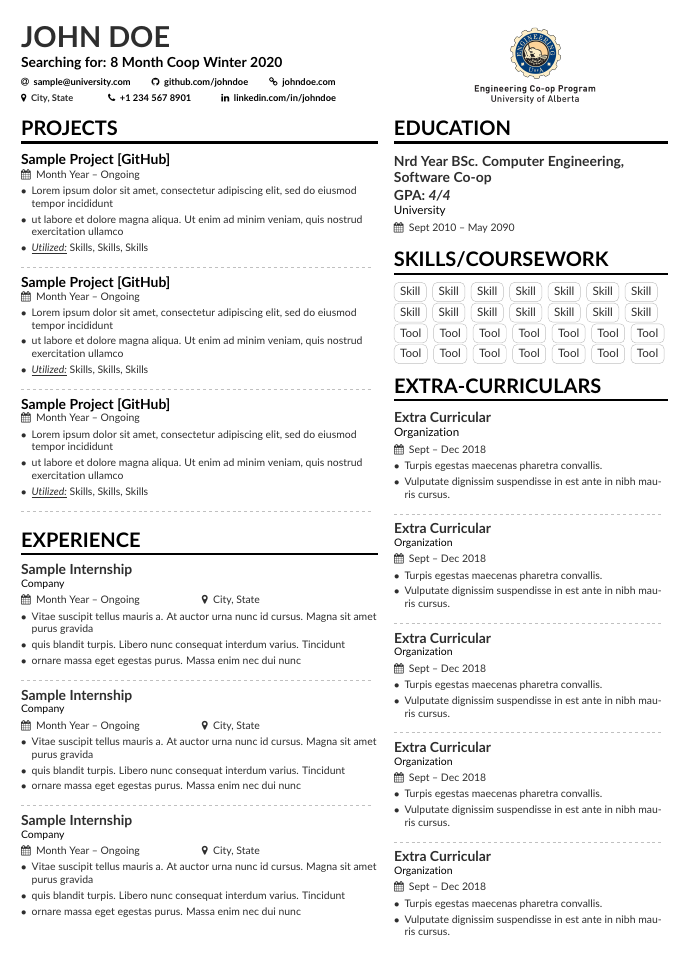 JOHN DOE
Searching for: 8 Month Coop Winter 2020
sample@university.com github.com/johndoe johndoe.com
City, State +1 234 567 8901 linkedin.com/in/johndoe
ENGINEERING
U of A
Engineering Co-op Program
University of Alberta
PROJECTS
Sample Project [GitHub]
Month Year – Ongoing
• Lorem ipsum dolor sit amet, consectetur adipiscing elit, sed do eiusmod
tempor incididunt
• ut labore et dolore magna aliqua. Ut enim ad minim veniam, quis nostrud
exercitation ullamco
• Utilized: Skills, Skills, Skills
Sample Project [GitHub]
Month Year – Ongoing
• Lorem ipsum dolor sit amet, consectetur adipiscing elit, sed do eiusmod
tempor incididunt
• ut labore et dolore magna aliqua. Ut enim ad minim veniam, quis nostrud
exercitation ullamco
• Utilized: Skills, Skills, Skills
Sample Project [GitHub]
Month Year – Ongoing
• Lorem ipsum dolor sit amet, consectetur adipiscing elit, sed do eiusmod
tempor incididunt
• ut labore et dolore magna aliqua. Ut enim ad minim veniam, quis nostrud
exercitation ullamco
• Utilized: Skills, Skills, Skills
EXPERIENCE
Sample Internship
Company
Month Year – Ongoing City, State
• Vitae suscipit tellus mauris a. At auctor urna nunc id cursus. Magna sit amet
purus gravida
• quis blandit turpis. Libero nunc consequat interdum varius. Tincidunt
• ornare massa eget egestas purus. Massa enim nec dui nunc
Sample Internship
Company
Month Year – Ongoing City, State
• Vitae suscipit tellus mauris a. At auctor urna nunc id cursus. Magna sit amet
purus gravida
• quis blandit turpis. Libero nunc consequat interdum varius. Tincidunt
• ornare massa eget egestas purus. Massa enim nec dui nunc
Sample Internship
Company
Month Year – Ongoing City, State
• Vitae suscipit tellus mauris a. At auctor urna nunc id cursus. Magna sit amet
purus gravida
• quis blandit turpis. Libero nunc consequat interdum varius. Tincidunt
• ornare massa eget egestas purus. Massa enim nec dui nunc
EDUCATION
Nrd Year BSc. Computer Engineering,
Software Co-op
GPA: 4/4
University
Sept 2010 – May 2090
SKILLS/COURSEWORK
Skill Skill Skill Skill Skill Skill Skill
Skill Skill Skill Skill Skill Skill Skill
Tool Tool Tool Tool Tool Tool Tool
Tool Tool Tool Tool Tool Tool Tool
EXTRA-CURRICULARS
Extra Curricular
Organization
Sept – Dec 2018
• Turpis egestas maecenas pharetra convallis.
• Vulputate dignissim suspendisse in est ante in nibh mau-
ris cursus.
Extra Curricular
Organization
Sept – Dec 2018
• Turpis egestas maecenas pharetra convallis.
• Vulputate dignissim suspendisse in est ante in nibh mau-
ris cursus.
Extra Curricular
Organization
Sept – Dec 2018
• Turpis egestas maecenas pharetra convallis.
• Vulputate dignissim suspendisse in est ante in nibh mau-
ris cursus.
Extra Curricular
Organization
Sept – Dec 2018
• Turpis egestas maecenas pharetra convallis.
• Vulputate dignissim suspendisse in est ante in nibh mau-
ris cursus.
Extra Curricular
Organization
Sept – Dec 2018
• Turpis egestas maecenas pharetra convallis.
• Vulputate dignissim suspendisse in est ante in nibh mau-
ris cursus.